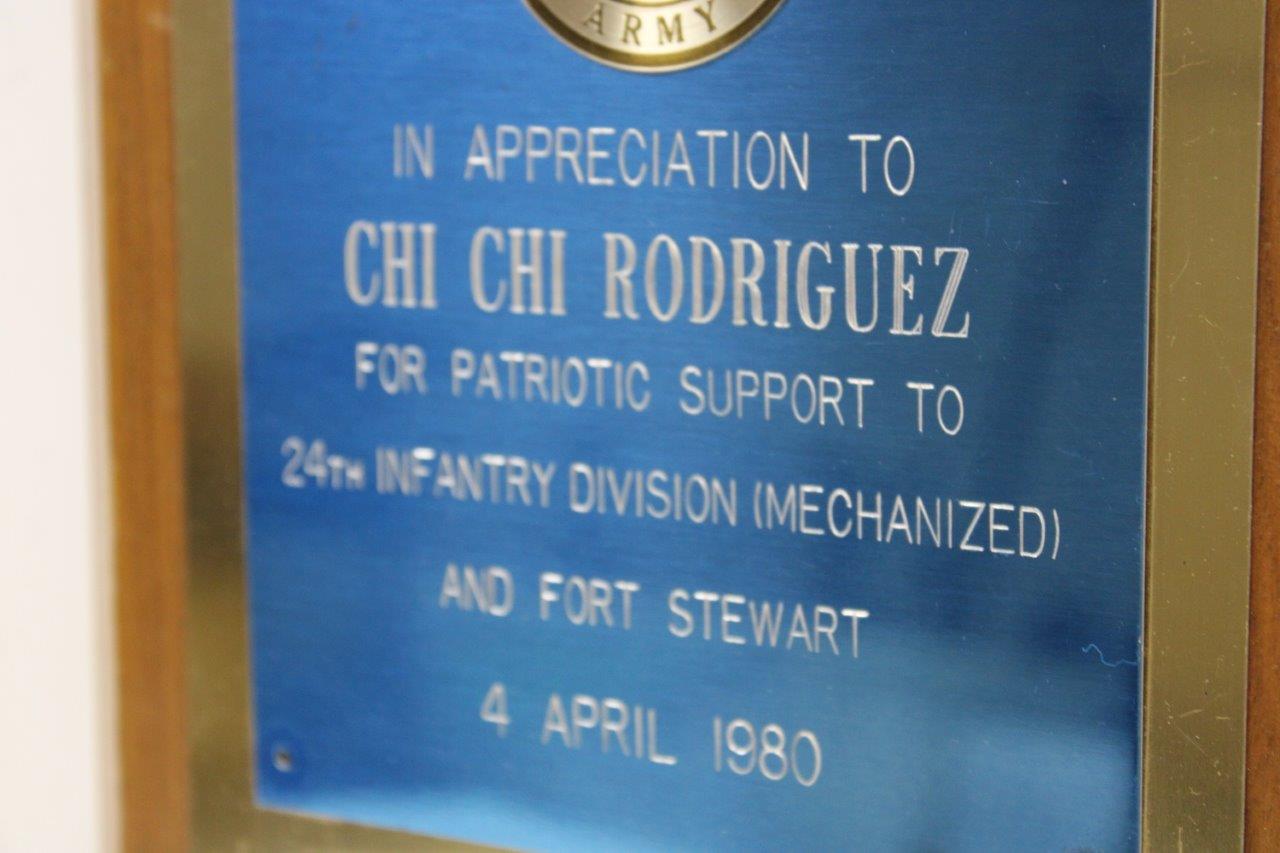 ARMY
IN APPRECIATION TO
CHI CHI RODRIGUEZ
FOR PATRIOTIC SUPPORT TO
24TH INFANTRY DIVISION (MECHANIZED)
AND FORT STEWART
4 APRIL 1980